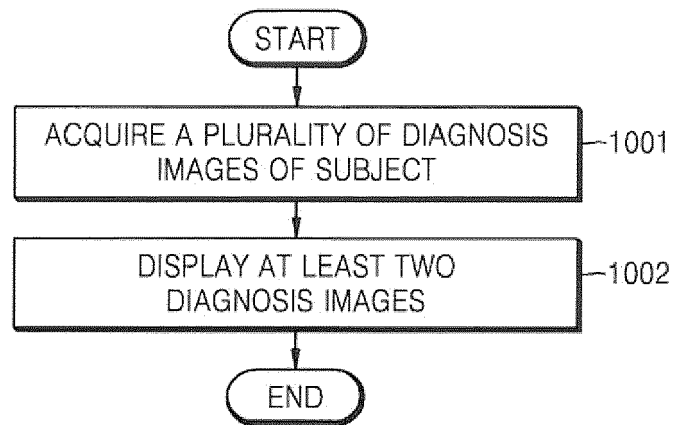 START
ACQUIRE A PLURALITY OF DIAGNOSIS
IMAGES OF SUBJECT
1001
DISPLAY AT LEAST TWO
DIAGNOSIS IMAGES
1002
END